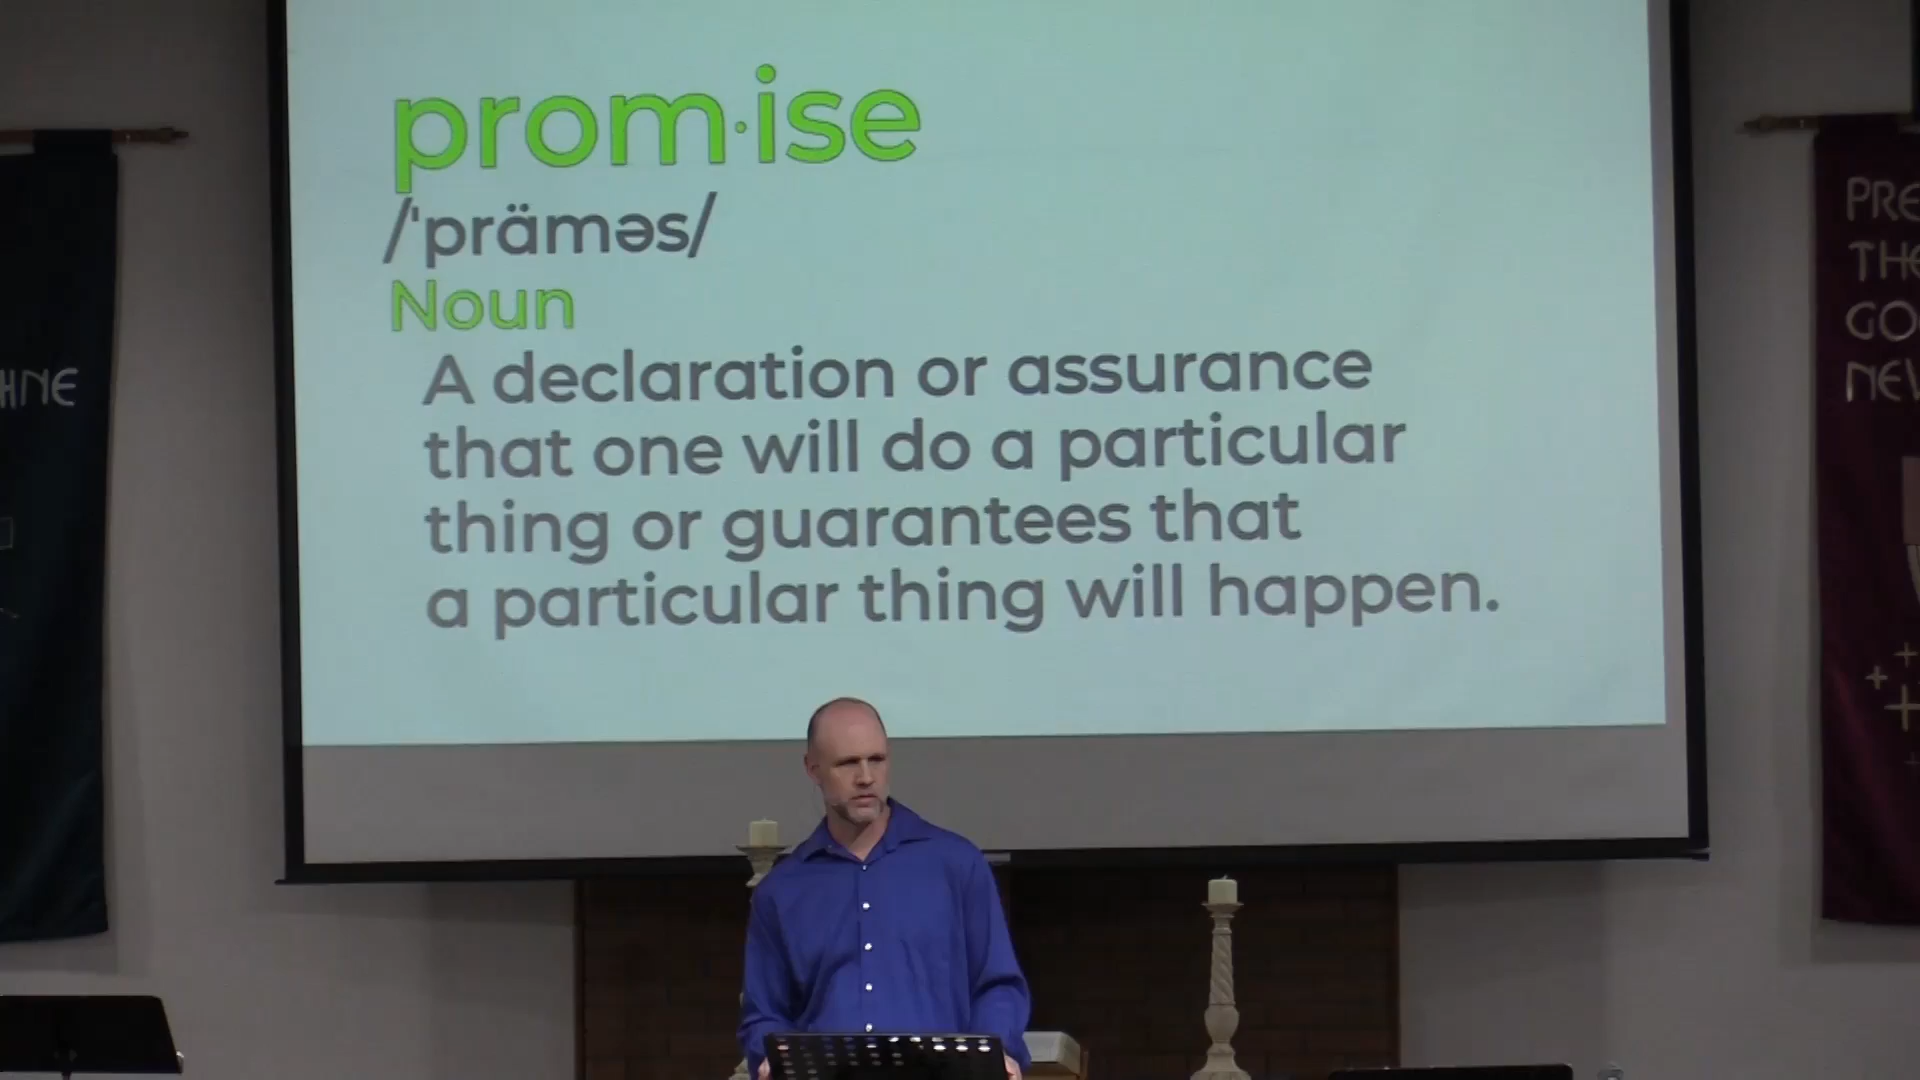 prom·ise
/ˈpräməs/
Noun
A declaration or assurance
that one will do a particular
thing or guarantees that
a particular thing will happen.